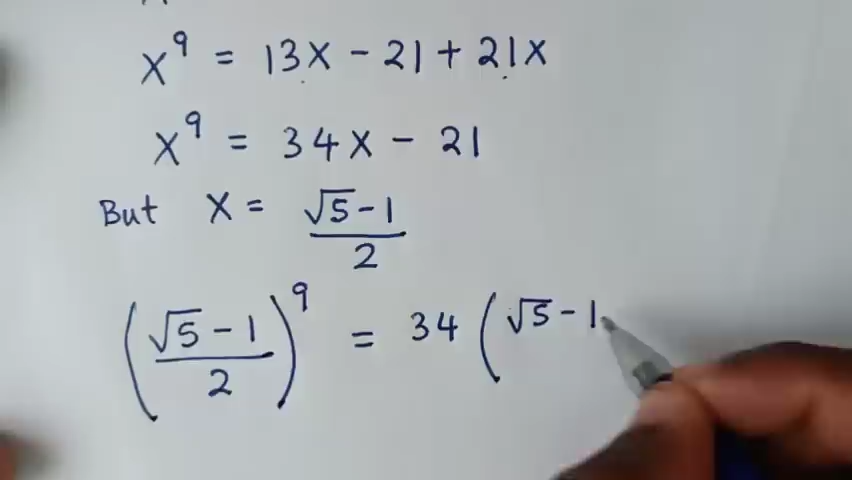 x⁹ = 13x - 21 + 21x
x⁹ = 34x - 21
But x = (√5 - 1)/2
((√5 - 1)/2)⁹ = 34 (√5 - 1